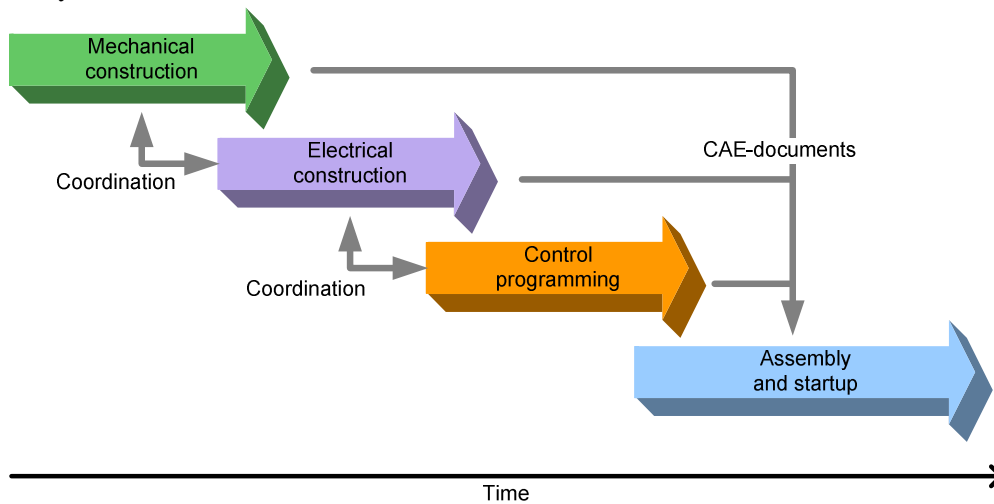 Mechanical
construction
Electrical
construction
CAE-documents
Coordination
Control
programming
Coordination
Assembly
and startup
Time